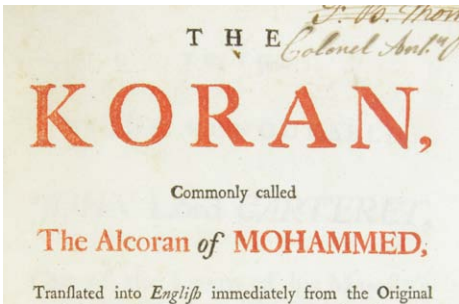 THE
Colonel
KORAN,
Commonly called
The Alcoran of MOHAMMED,
Tranſlated into Engliſh immediately from the Original